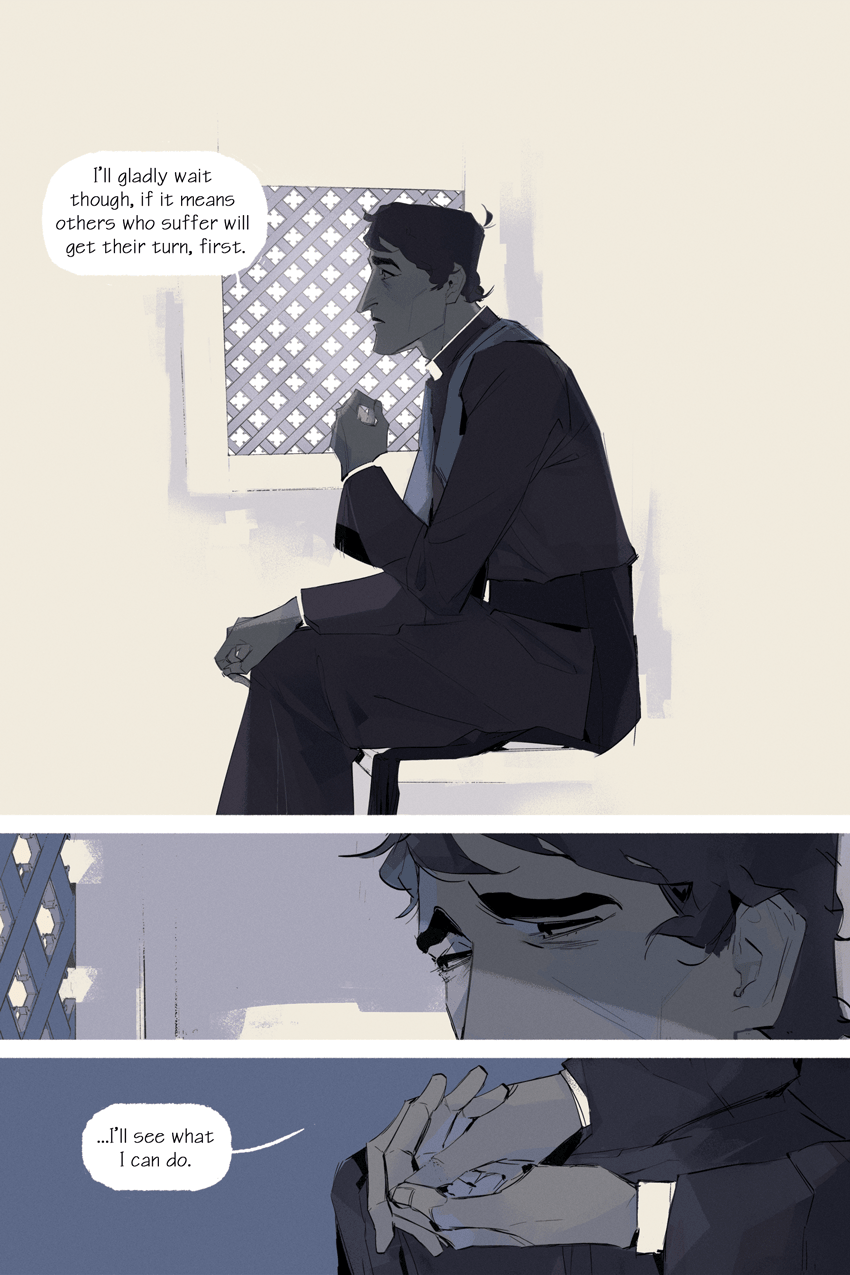 I'll gladly wait
though, if it means
others who suffer will
get their turn, first.
...I'll see what
I can do.